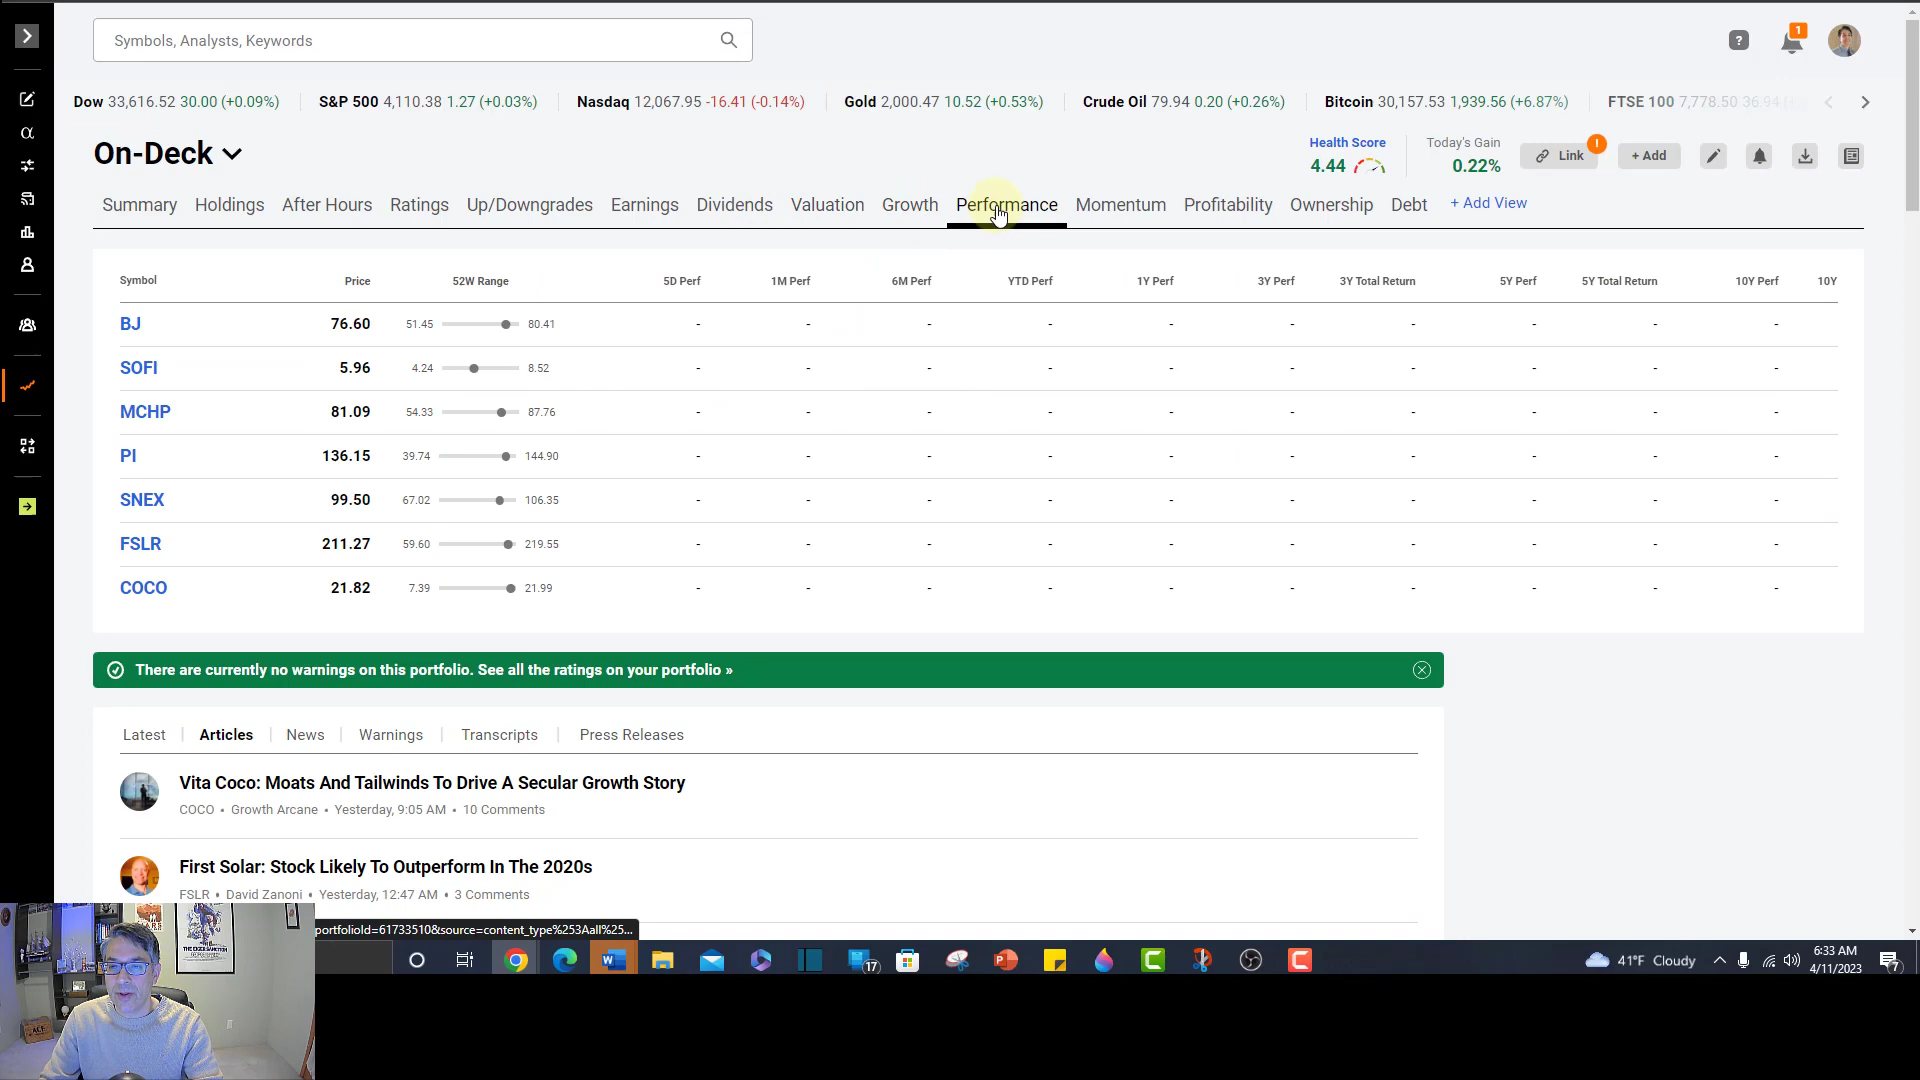 Symbols, Analysts, Keywords
?
1
Dow 33,616.52 30.00 (+0.09%) S&P 500 4,110.38 1.27 (+0.03%) Nasdaq 12,067.95 -16.41 (-0.14%) Gold 2,000.47 10.52 (+0.53%) Crude Oil 79.94 0.20 (+0.26%) Bitcoin 30,157.53 1,939.56 (+6.87%) FTSE 100 7,778.50 36.94
On-Deck
Health Score
4.44
Today's Gain
0.22%
Link
!
+ Add
Summary Holdings After Hours Ratings Up/Downgrades Earnings Dividends Valuation Growth Performance Momentum Profitability Ownership Debt + Add View
Symbol Price 52W Range 5D Perf 1M Perf 6M Perf YTD Perf 1Y Perf 3Y Perf 3Y Total Return 5Y Perf 5Y Total Return 10Y Perf 10Y
BJ 76.60 51.45 80.41 - - - - - - - - - -
SOFI 5.96 4.24 8.52 - - - - - - - - - -
MCHP 81.09 54.33 87.76 - - - - - - - - - -
PI 136.15 39.74 144.90 - - - - - - - - - -
SNEX 99.50 67.02 106.35 - - - - - - - - - -
FSLR 211.27 59.60 219.55 - - - - - - - - - -
COCO 21.82 7.39 21.99 - - - - - - - - - -
There are currently no warnings on this portfolio. See all the ratings on your portfolio »
Latest Articles News Warnings Transcripts Press Releases
Vita Coco: Moats And Tailwinds To Drive A Secular Growth Story
COCO • Growth Arcane • Yesterday, 9:05 AM • 10 Comments
First Solar: Stock Likely To Outperform In The 2020s
FSLR • David Zanoni • Yesterday, 12:47 AM • 3 Comments
portfolioId=61733510&source=content_type%253Aall%25...
THE EIGER SANCTION
ACE
17
41°F Cloudy
6:33 AM
4/11/2023
7